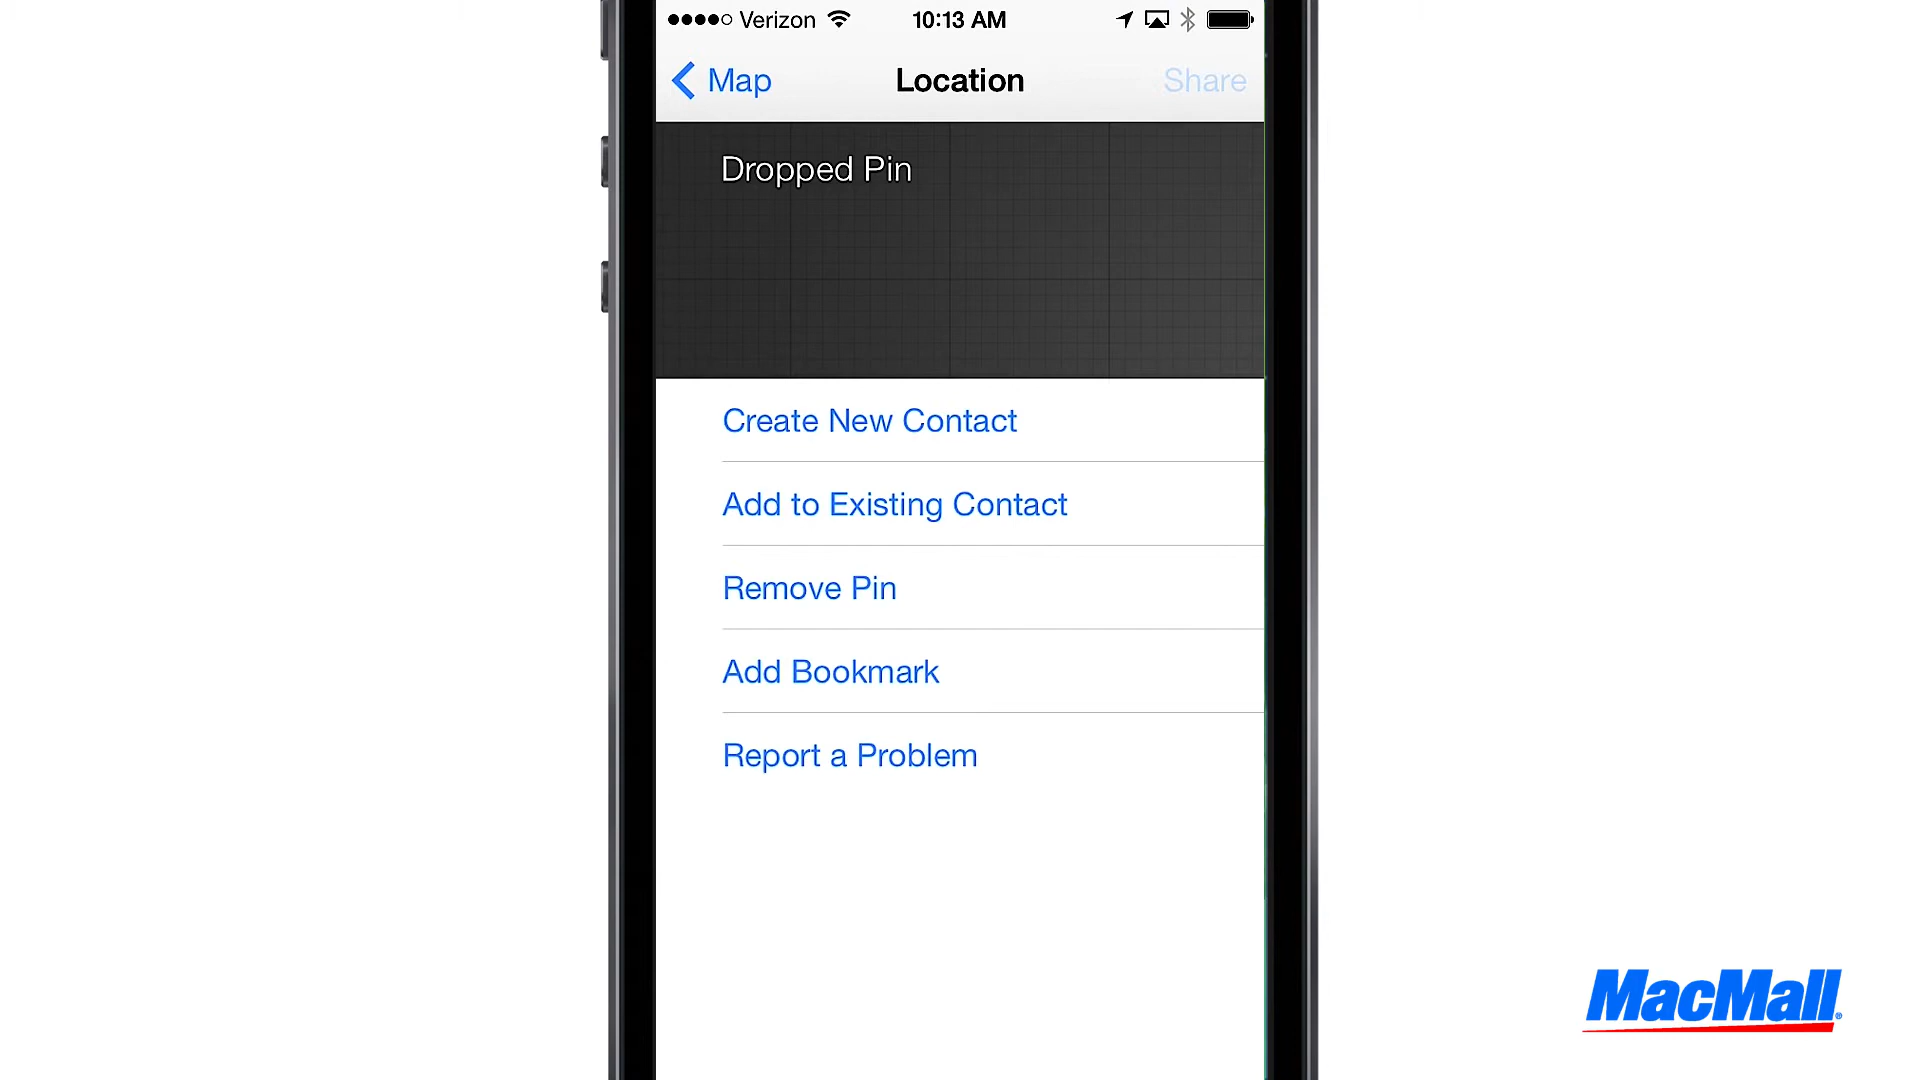 Verizon 10:13 AM
Map Location Share
Dropped Pin
Create New Contact
Add to Existing Contact
Remove Pin
Add Bookmark
Report a Problem
MacMall®